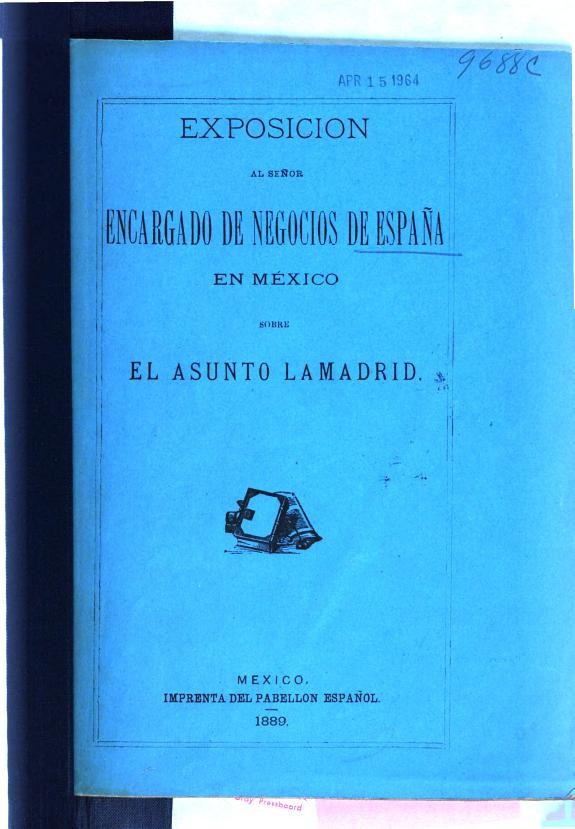 9688C
APR 15 1964
EXPOSICION
AL SEÑOR
ENCARGADO DE NEGOCIOS DE ESPAÑA
EN MÉXICO
SOBRE
EL ASUNTO LAMADRID.
MEXICO.
IMPRENTA DEL PABELLON ESPAÑOL.
1889.
Gray Pressboard